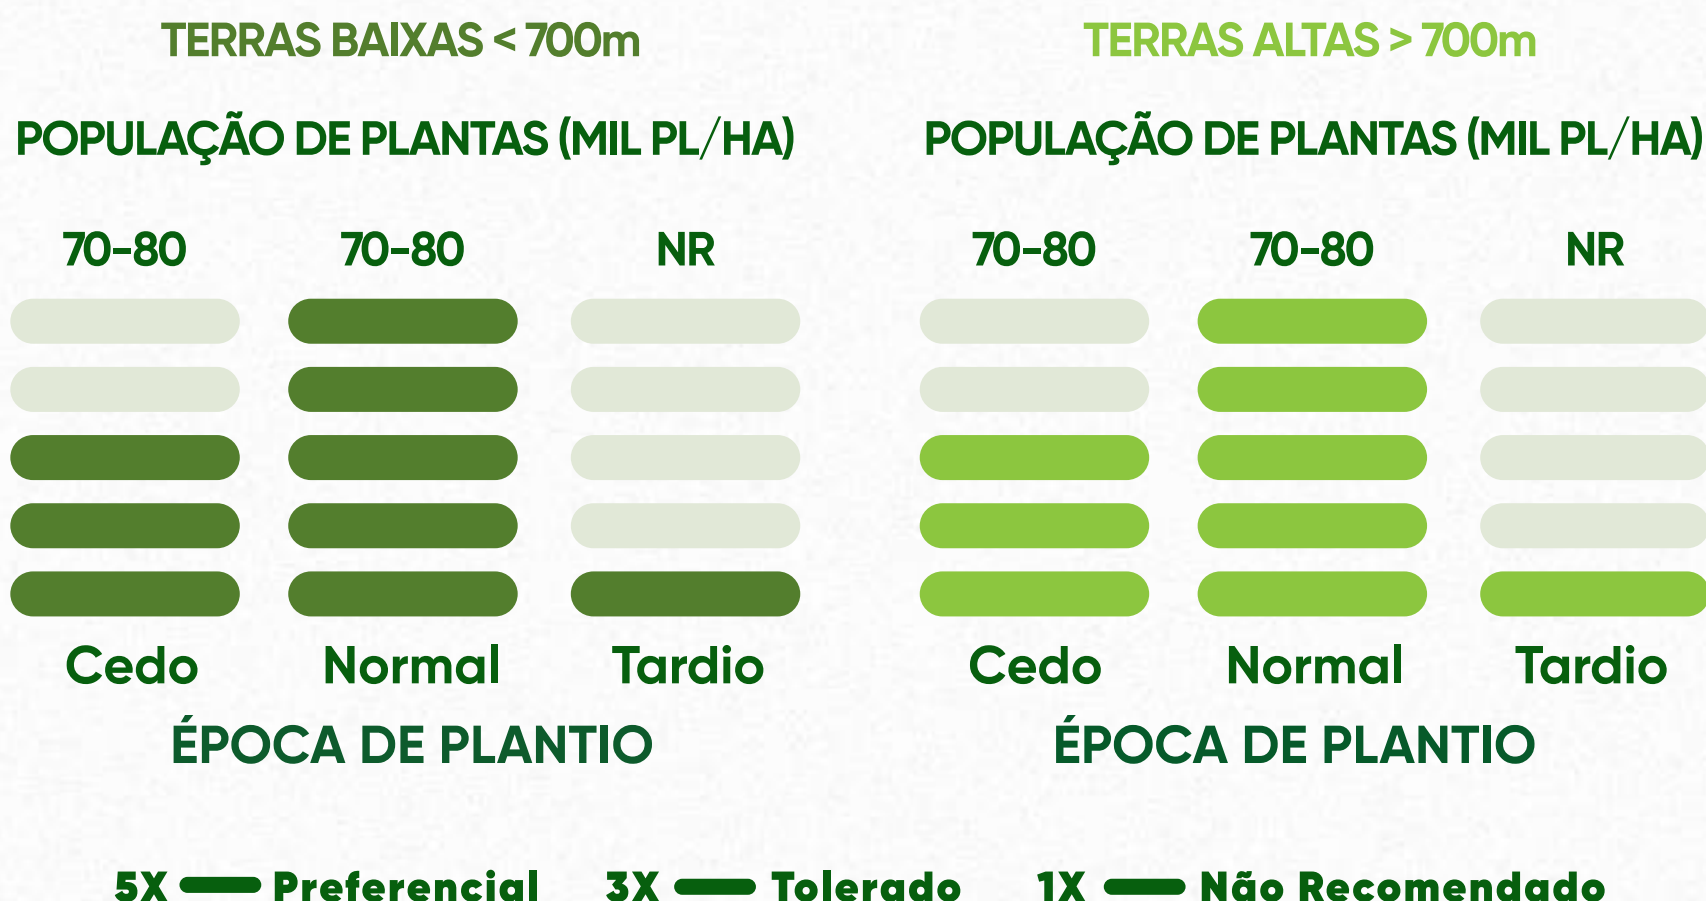 TERRAS BAIXAS < 700m
POPULAÇÃO DE PLANTAS (MIL PL/HA)
70-80 70-80 NR
Cedo Normal Tardio
ÉPOCA DE PLANTIO
TERRAS ALTAS > 700m
POPULAÇÃO DE PLANTAS (MIL PL/HA)
70-80 70-80 NR
Cedo Normal Tardio
ÉPOCA DE PLANTIO
5X Preferencial 3X Tolerado 1X Não Recomendado